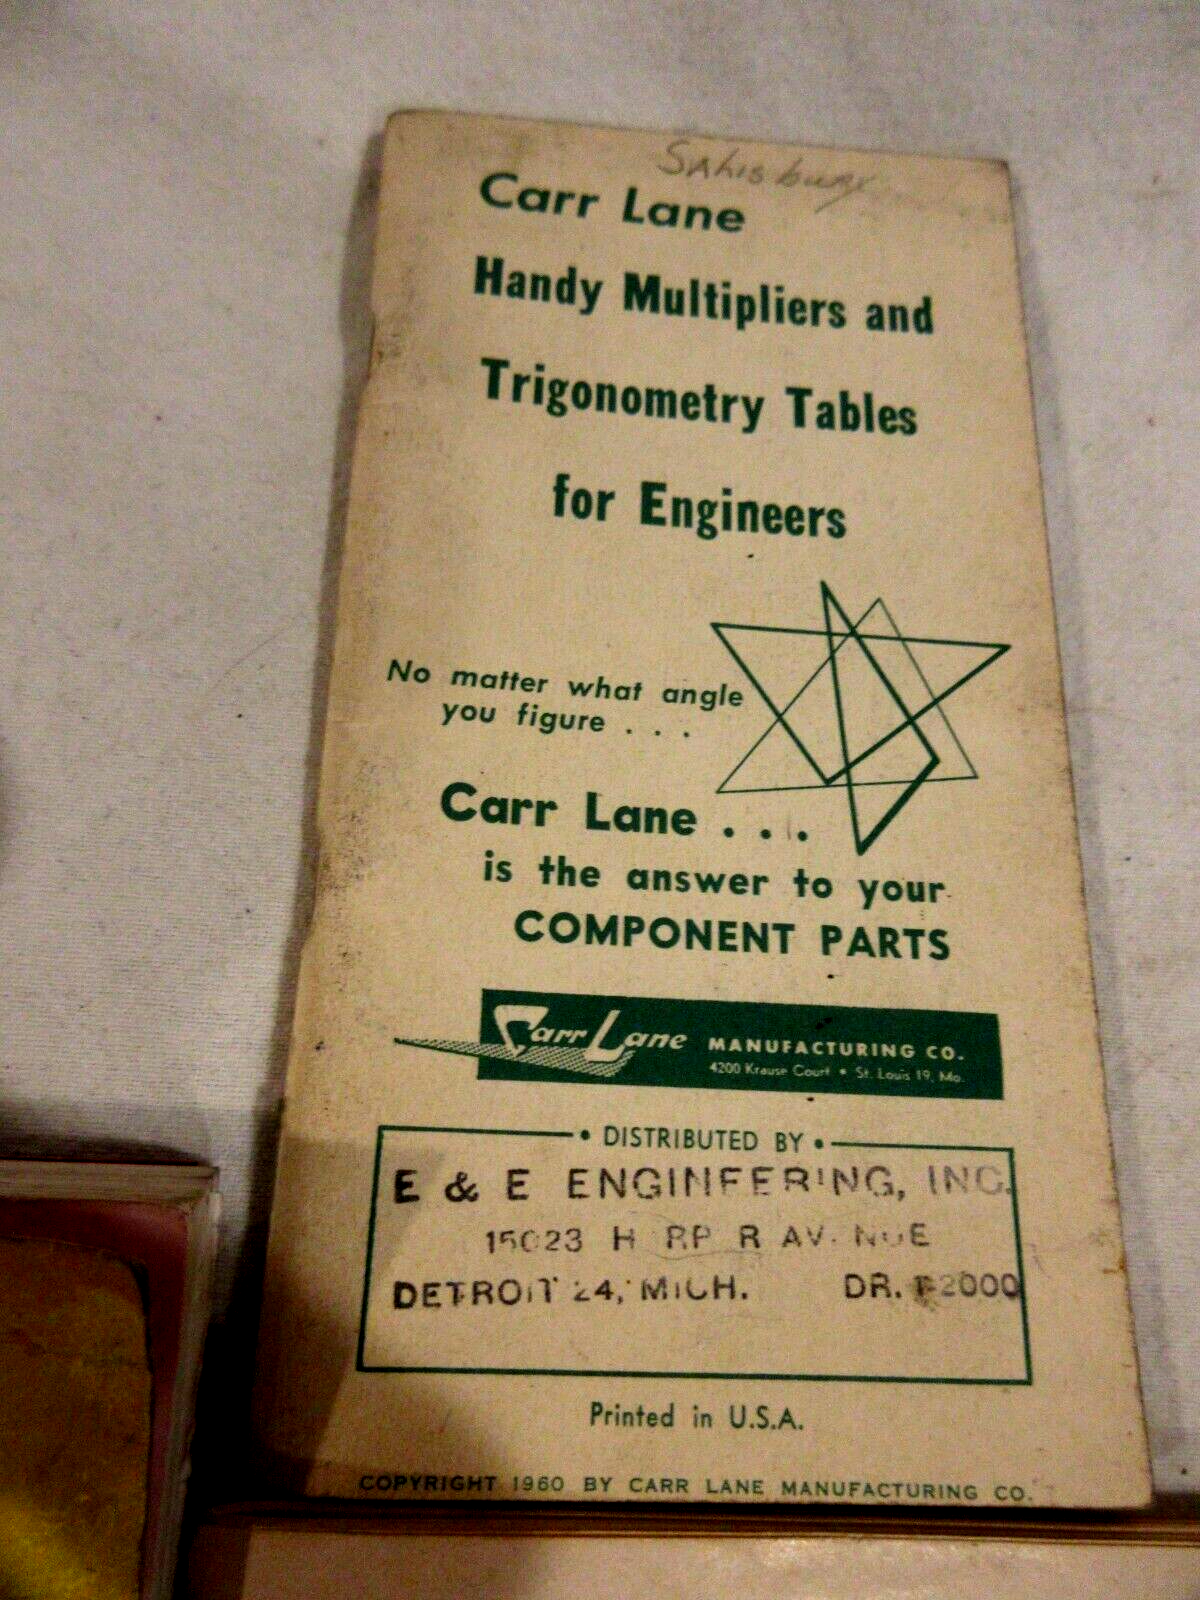 Carr Lane
Handy Multipliers and
Trigonometry Tables
for Engineers
No matter what angle
you figure . . .
Carr Lane . . .
is the answer to your
COMPONENT PARTS
Carr Lane MANUFACTURING CO.
4200 Krause Court • St. Louis 19, Mo.
• DISTRIBUTED BY •
E & E ENGINEERING, INC.
15023
DETROIT 24, MICH. DR.
Printed in U.S.A.
COPYRIGHT 1960 BY CARR LANE MANUFACTURING CO.